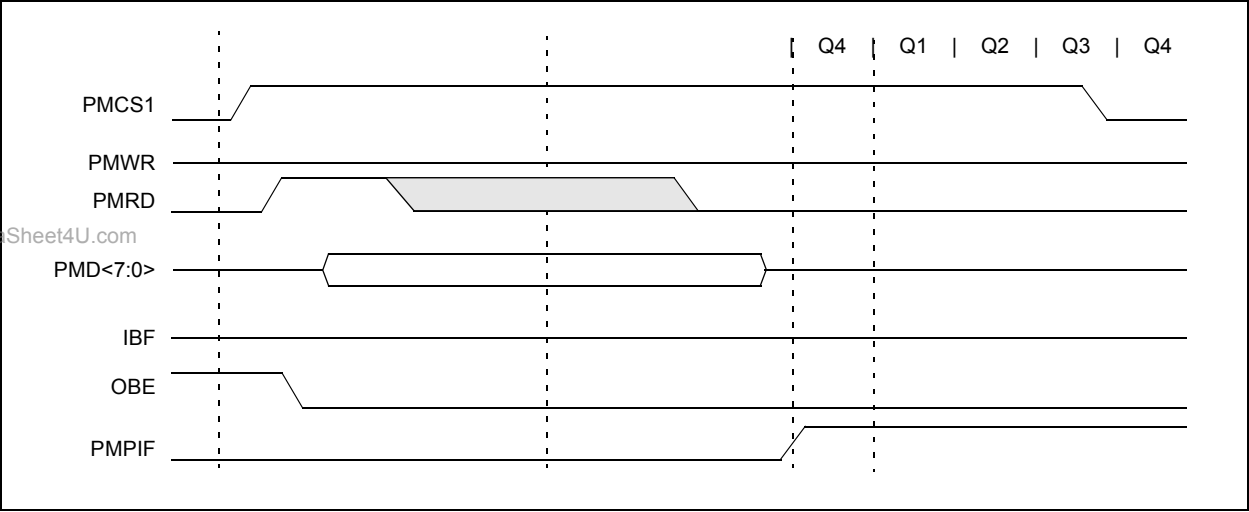 | Q4 | Q1 | Q2 | Q3 | Q4
PMCS1
PMWR
PMRD
aSheet4U.com
PMD<7:0>
IBF
OBE
PMPIF